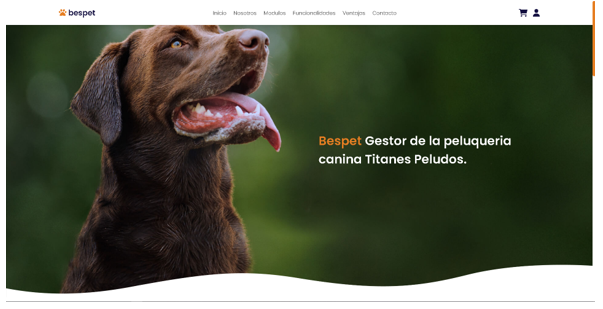 bespet
Inicio Nosotros Modulos Funcionalidades Ventajas Contacto
Bespet Gestor de la peluqueria
canina Titanes Peludos.